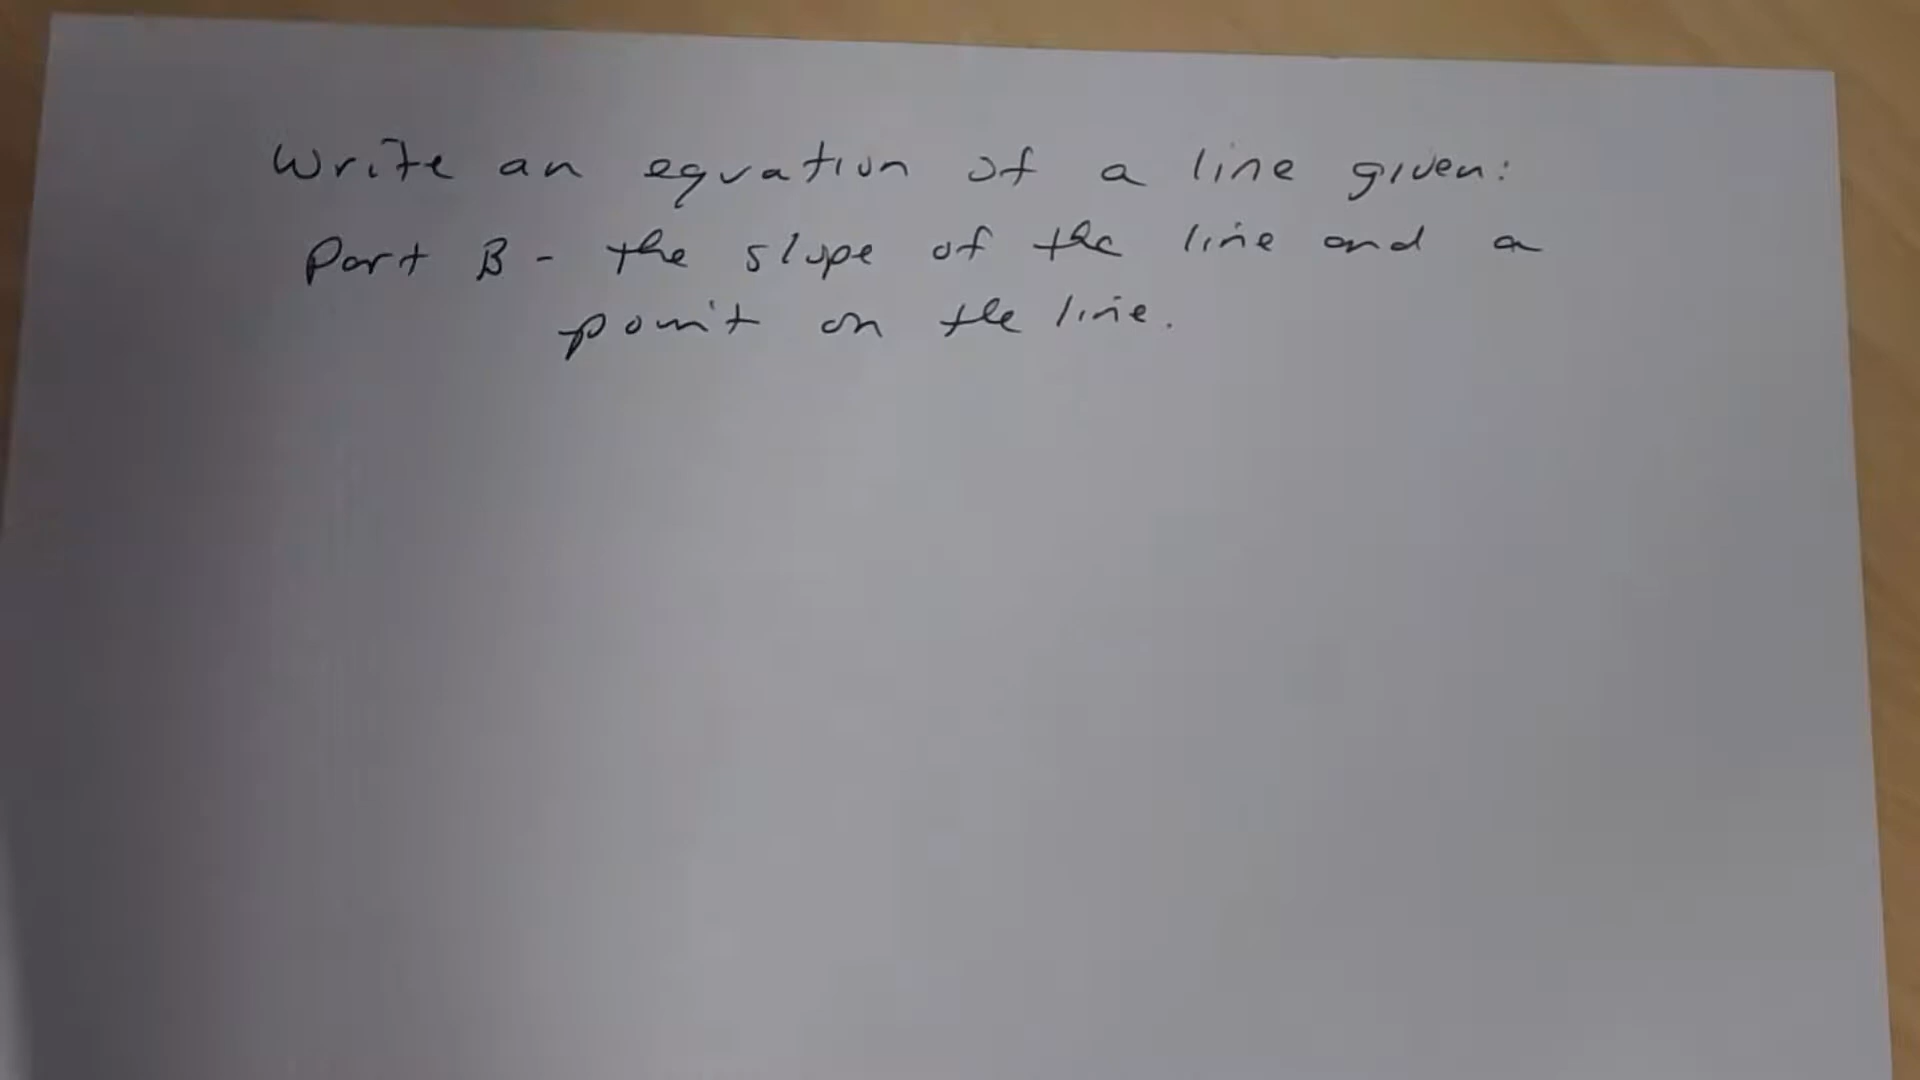 Write an equation of a line given:
Part B - the slope of the line and a
point on the line.